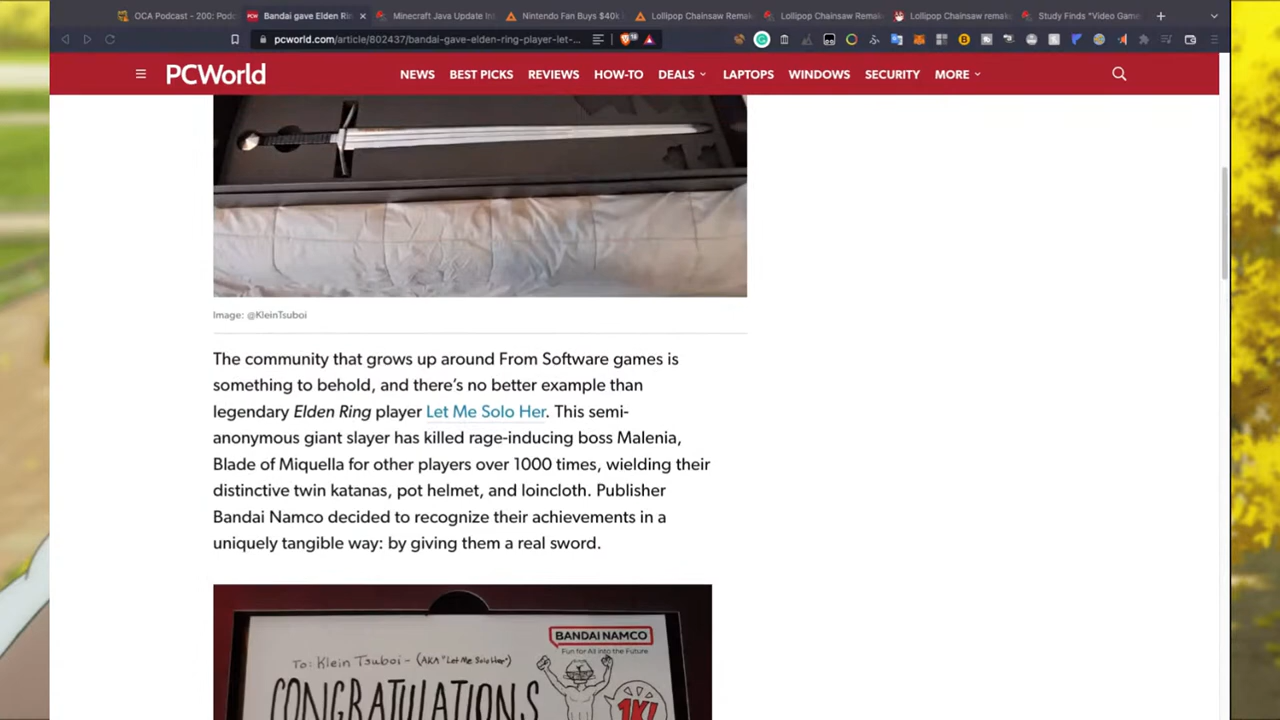 OCA Podcast - 200: Podc
Bandai gave Elden Ri
Minecraft Java Update In
Nintendo Fan Buys $40k
Lollipop Chainsaw Remak
Lollipop Chainsaw Remak
Lollipop Chainsaw remak
Study Finds "Video Game
pcworld.com/article/802437/bandai-gave-elden-ring-player-let-...
PCWorld
NEWS
BEST PICKS
REVIEWS
HOW-TO
DEALS
LAPTOPS
WINDOWS
SECURITY
MORE
Image: @KleinTsuboi
The community that grows up around From Software games is
something to behold, and there's no better example than
legendary Elden Ring player Let Me Solo Her. This semi-
anonymous giant slayer has killed rage-inducing boss Malenia,
Blade of Miquella for other players over 1000 times, wielding their
distinctive twin katanas, pot helmet, and loincloth. Publisher
Bandai Namco decided to recognize their achievements in a
uniquely tangible way: by giving them a real sword.
BANDAI NAMCO
Fun for All into the Future
To: Klein Tsuboi - (AKA "Let Me Solo Her")
CONGRATULATIONS
1K!